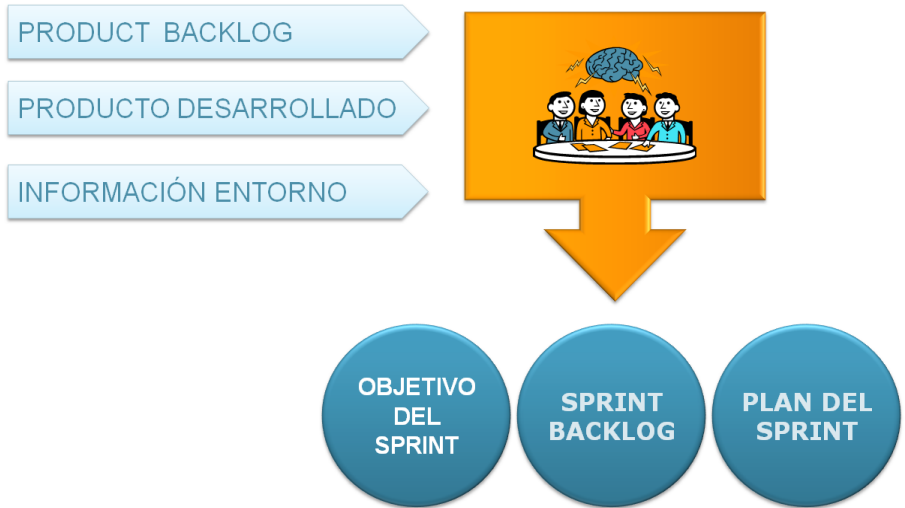 PRODUCT BACKLOG
PRODUCTO DESARROLLADO
INFORMACIÓN ENTORNO
OBJETIVO
DEL
SPRINT
SPRINT
BACKLOG
PLAN DEL
SPRINT